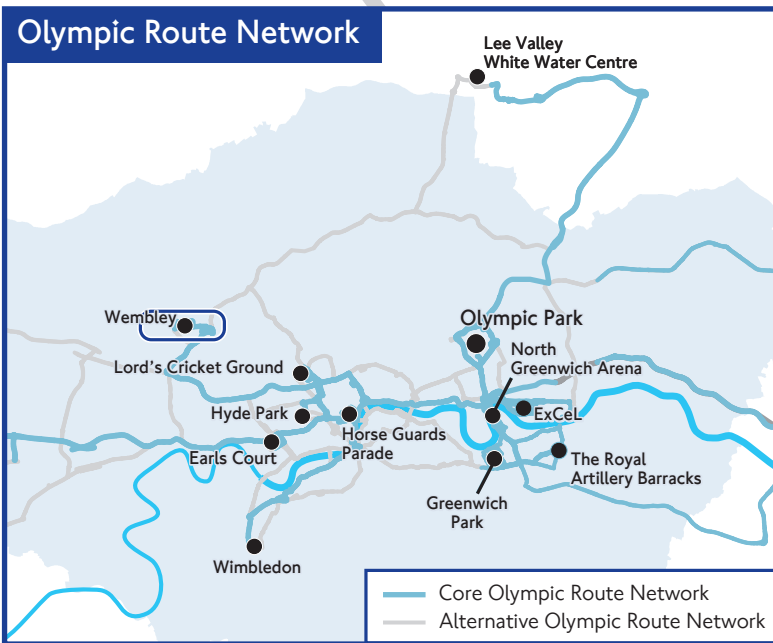 Olympic Route Network
Lee Valley
White Water Centre
Wembley
Olympic Park
North
Greenwich Arena
Lord's Cricket Ground
Hyde Park
ExCeL
Horse Guards
Parade
Earls Court
The Royal
Artillery Barracks
Greenwich
Park
Wimbledon
Core Olympic Route Network
Alternative Olympic Route Network